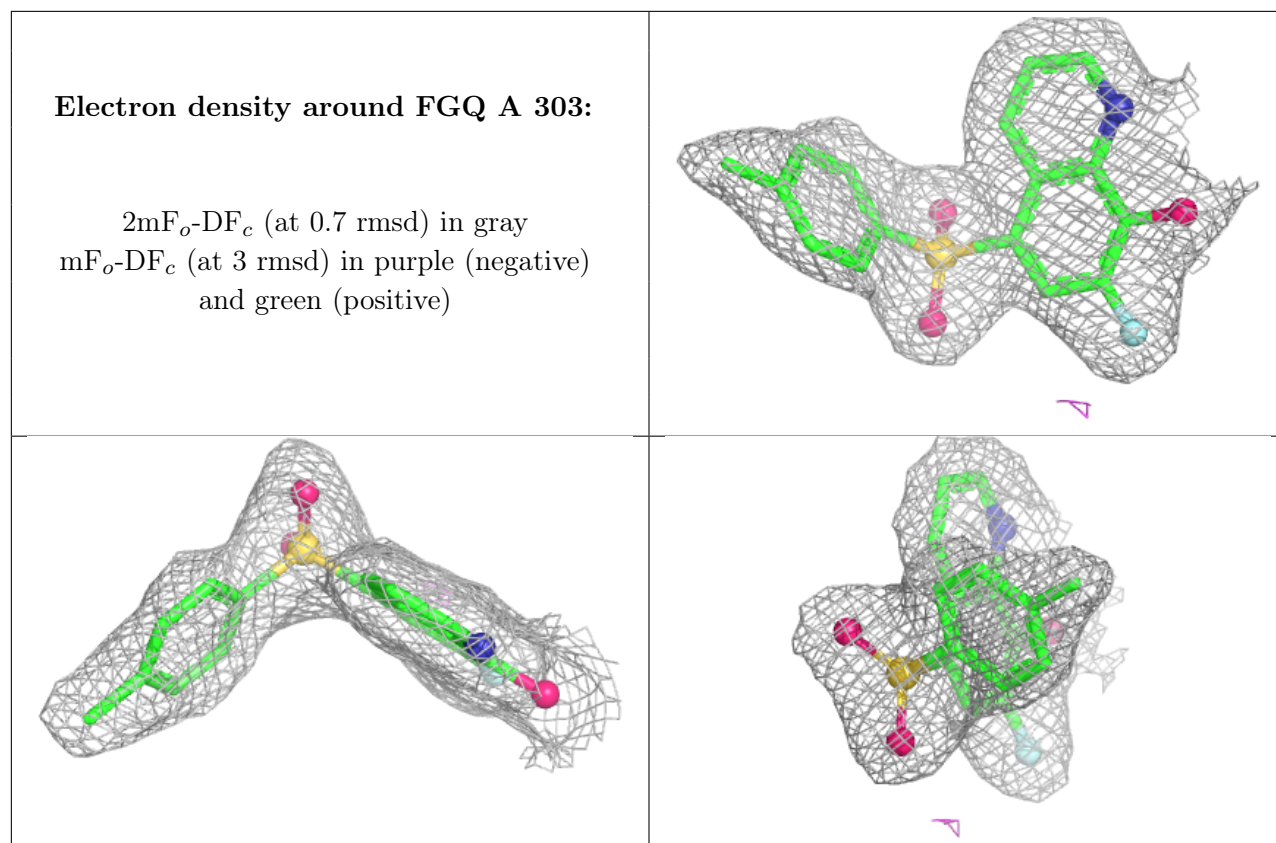 Electron density around FGQ A 303:
2mFo-DFc (at 0.7 rmsd) in gray
mFo-DFc (at 3 rmsd) in purple (negative)
and green (positive)